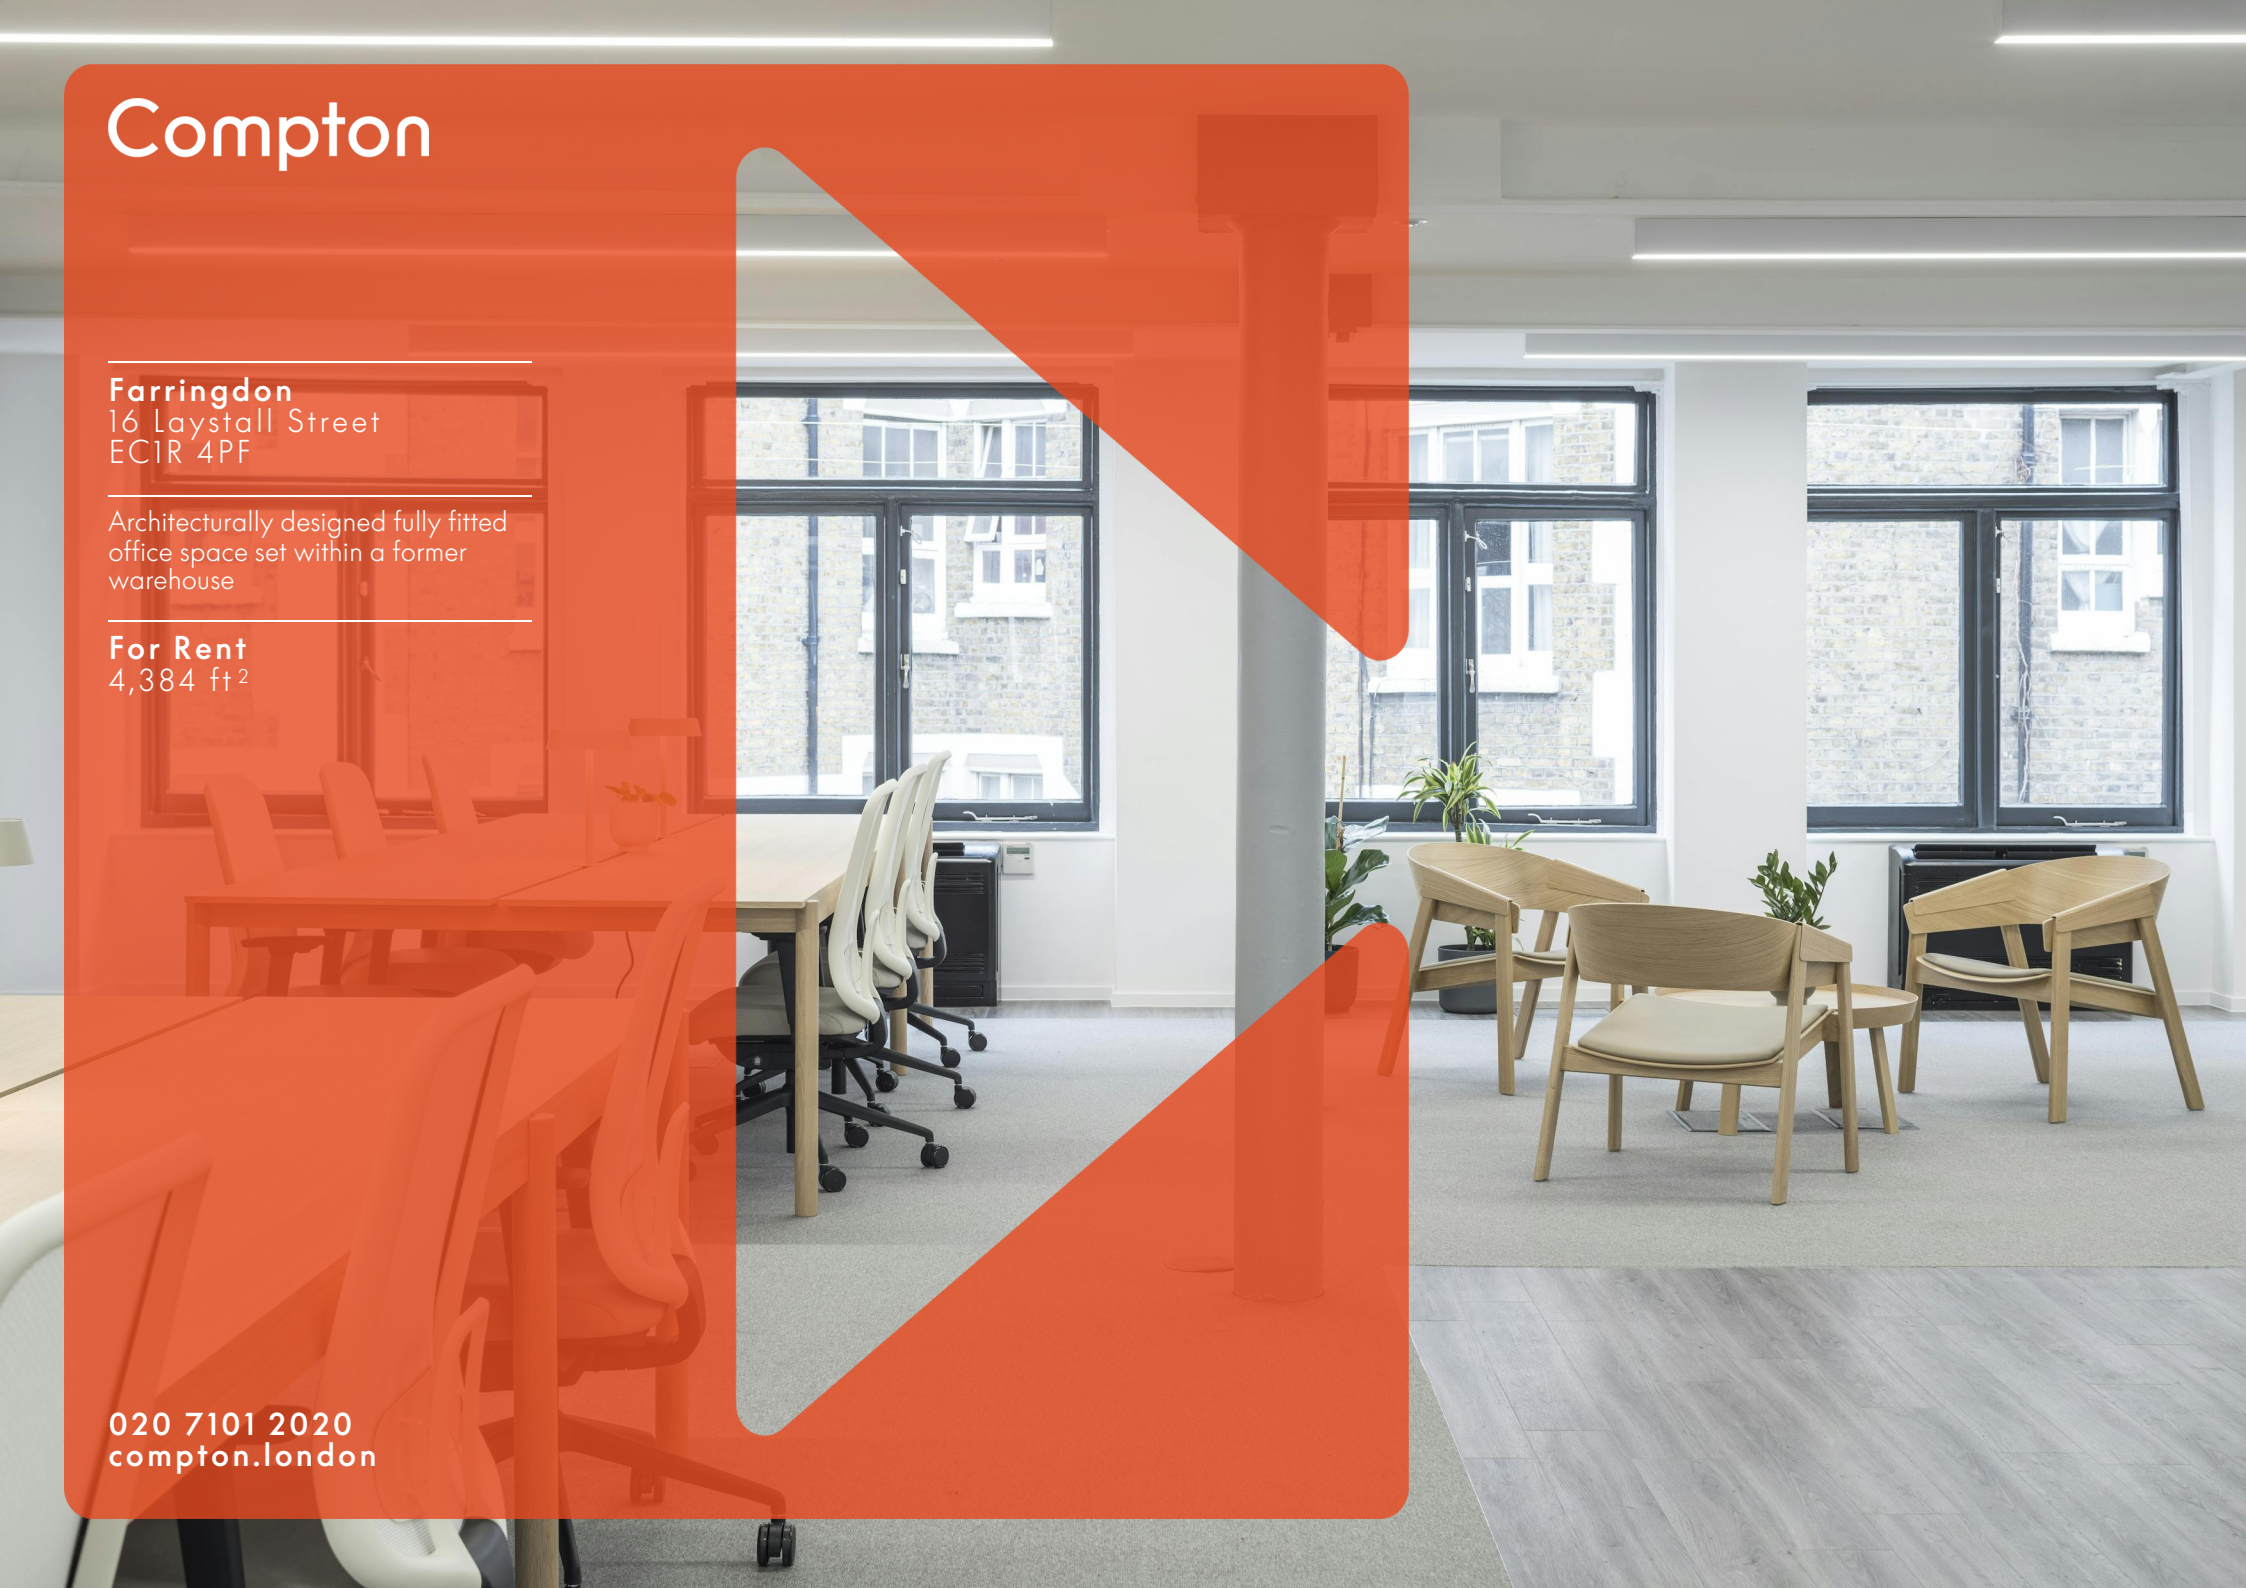 Compton
Farringdon
16 Laystall Street
EC1R 4PF
Architecturally designed fully fitted
office space set within a former
warehouse
For Rent
4,384 ft²
020 7101 2020
compton.london